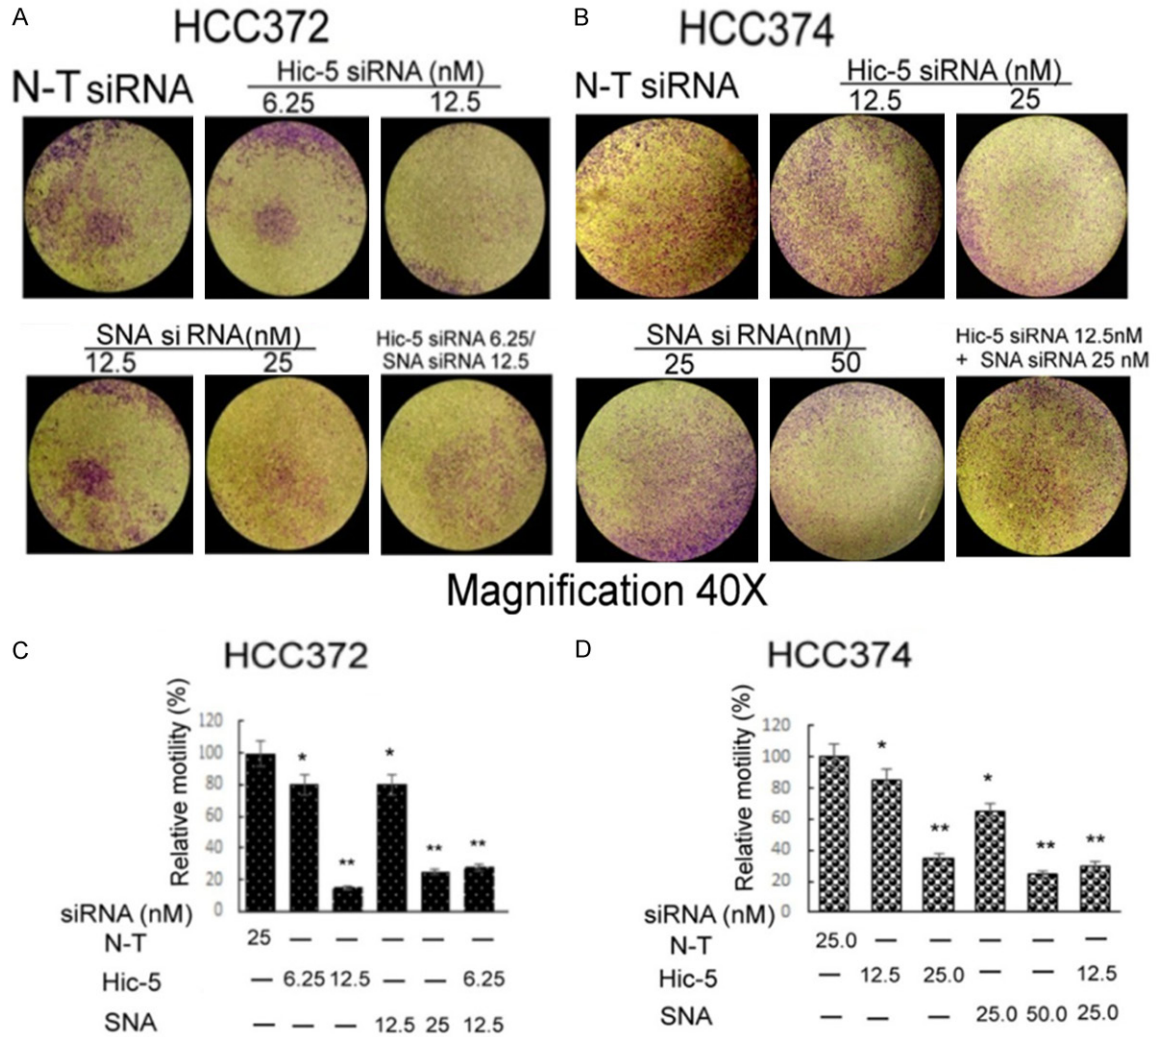 A
HCC372
N-T siRNA
Hic-5 siRNA (nM)
6.25 12.5
SNA si RNA(nM)
12.5 25
Hic-5 siRNA 6.25/
SNA siRNA 12.5
B
HCC374
N-T siRNA
Hic-5 siRNA (nM)
12.5 25
SNA si RNA(nM)
25 50
Hic-5 siRNA 12.5nM
+ SNA siRNA 25 nM
Magnification 40X
C
HCC372
Relative motility (%)
120
100
80
60
40
20
0
* ** * ** **
siRNA (nM)
N-T 25 — — — — —
Hic-5 — 6.25 12.5 — — 6.25
SNA — — — 12.5 25 12.5
D
HCC374
Relative motility (%)
120
100
80
60
40
20
0
* ** * ** **
siRNA (nM)
N-T 25.0 — — — — —
Hic-5 — 12.5 25.0 — — 12.5
SNA — — — 25.0 50.0 25.0